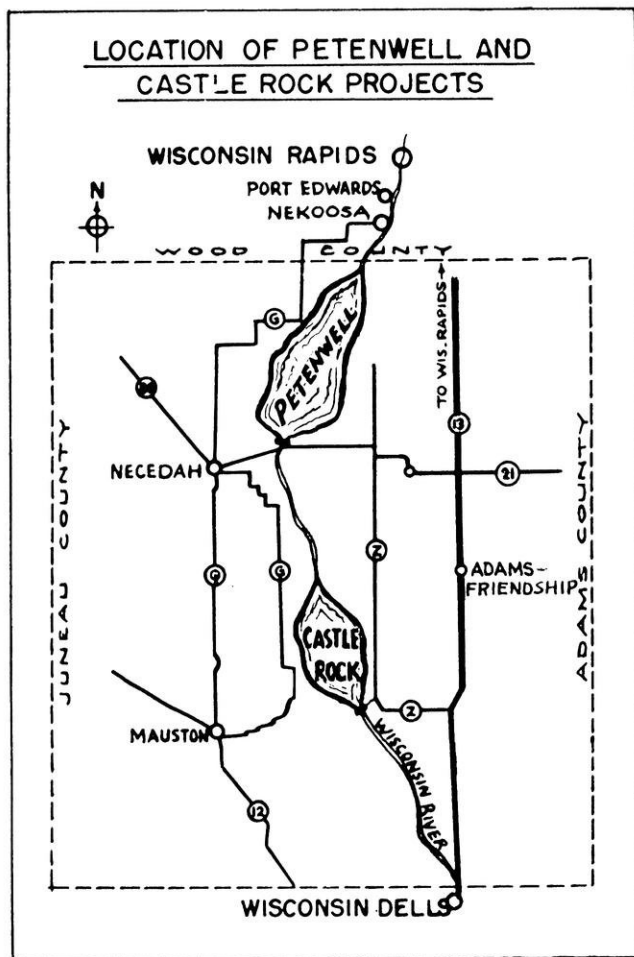 LOCATION OF PETENWELL AND
CASTLE ROCK PROJECTS
WISCONSIN RAPIDS
PORT EDWARDS
NEKOOSA
N
WOOD COUNTY
TO WIS. RAPIDS
G
PETENWELL
13
NECEDAH
21
JUNEAU COUNTY
ADAMS COUNTY
G
Z
ADAMS-
FRIENDSHIP
CASTLE
ROCK
Z
MAUSTON
WISCONSIN RIVER
12
WISCONSIN DELLS